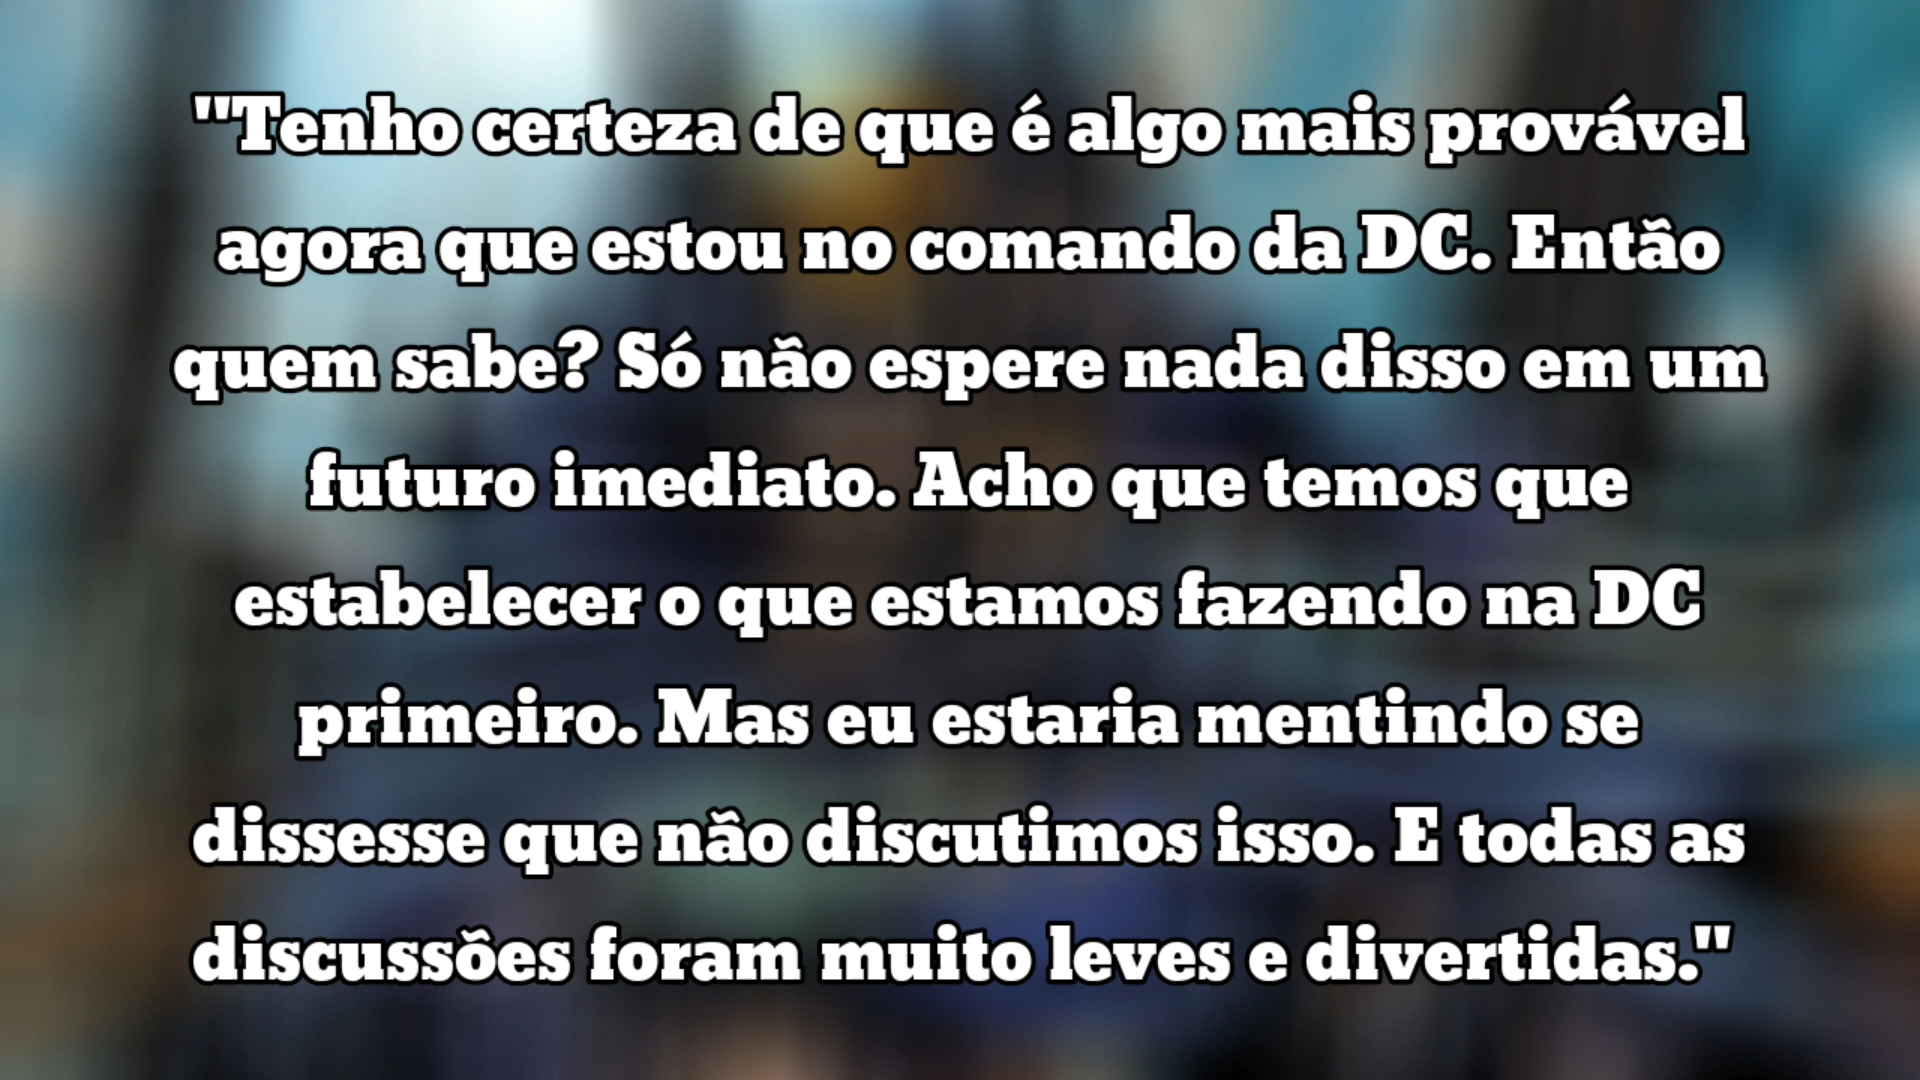 "Tenho certeza de que é algo mais provável
agora que estou no comando da DC. Então
quem sabe? Só não espere nada disso em um
futuro imediato. Acho que temos que
estabelecer o que estamos fazendo na DC
primeiro. Mas eu estaria mentindo se
dissesse que não discutimos isso. E todas as
discussões foram muito leves e divertidas."